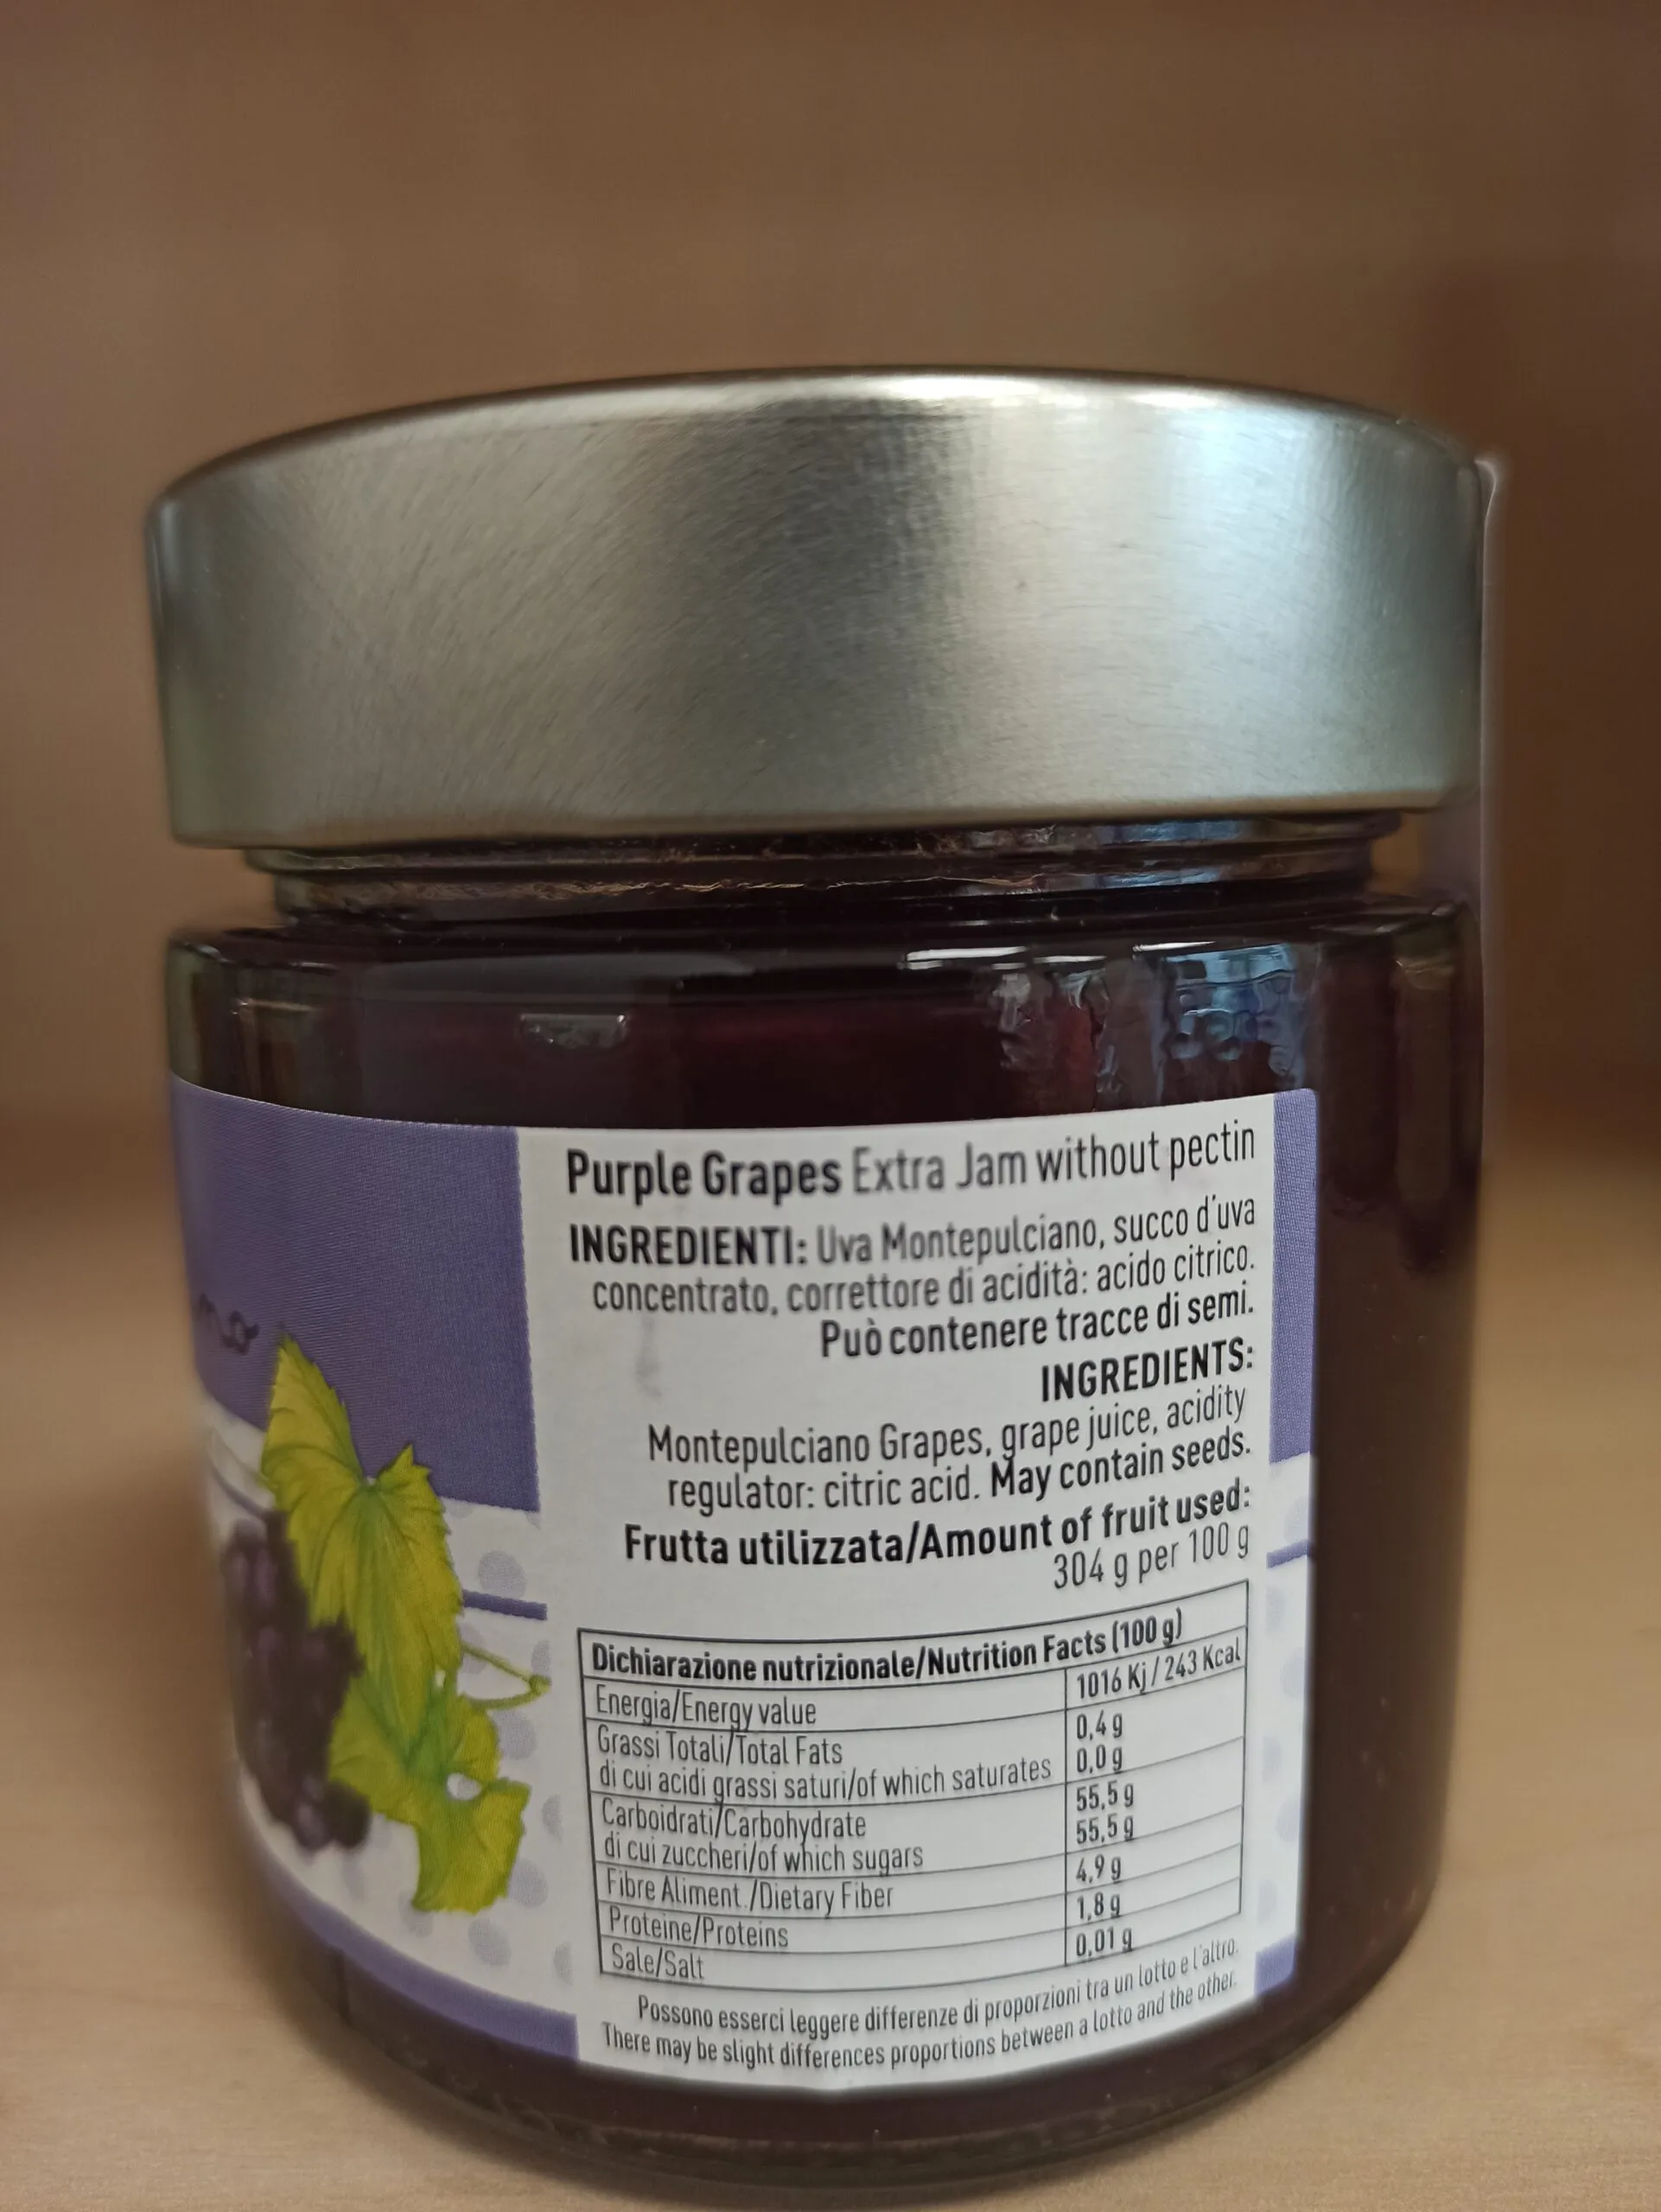 Purple Grapes Extra Jam without pectin
INGREDIENTI: Uva Montepulciano, succo d'uva
concentrato, correttore di acidità: acido citrico.
Può contenere tracce di semi.
INGREDIENTS:
Montepulciano Grapes, grape juice, acidity
regulator: citric acid. May contain seeds.
Frutta utilizzata/Amount of fruit used:
304 g per 100 g
Dichiarazione nutrizionale/Nutrition Facts (100 g)
Energia/Energy value 1016 Kj / 243 Kcal
Grassi Totali/Total Fats 0,4 g
di cui acidi grassi saturi/of which saturates 0,0 g
Carboidrati/Carbohydrate 55,5 g
di cui zuccheri/of which sugars 55,5 g
Fibre Aliment./Dietary Fiber 4,9 g
Proteine/Proteins 1,8 g
Sale/Salt 0,01 g
Possono esserci leggere differenze di proporzioni tra un lotto e l'altro.
There may be slight differences proportions between a lotto and the other.